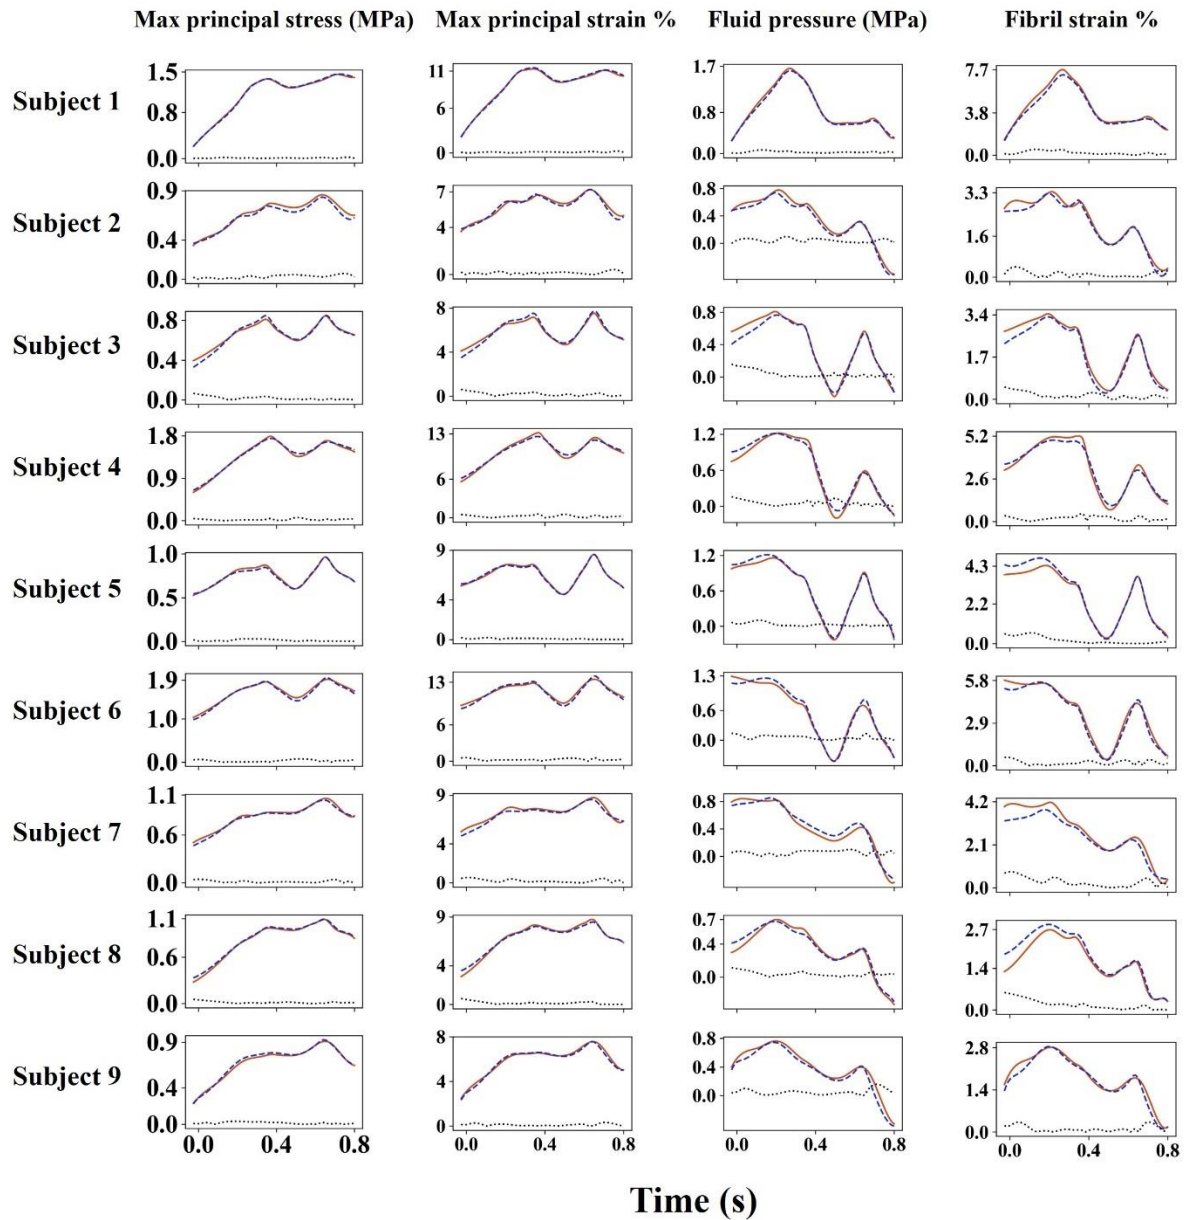 Max principal stress (MPa) Max principal strain % Fluid pressure (MPa) Fibril strain %
Subject 1
1.5 0.8 0.0
11 6 0
1.7 0.8 0.0
7.7 3.8 0.0
Subject 2
0.9 0.4 0.0
7 4 0
0.8 0.4 0.0
3.3 1.6 0.0
Subject 3
0.8 0.4 0.0
8 4 0
0.8 0.4 0.0
3.4 1.7 0.0
Subject 4
1.8 0.9 0.0
13 6 0
1.2 0.6 0.0
5.2 2.6 0.0
Subject 5
1.0 0.5 0.0
9 4 0
1.2 0.6 0.0
4.3 2.2 0.0
Subject 6
1.9 1.0 0.0
13 6 0
1.3 0.6 0.0
5.8 2.9 0.0
Subject 7
1.1 0.6 0.0
9 4 0
0.8 0.4 0.0
4.2 2.1 0.0
Subject 8
1.1 0.6 0.0
9 4 0
0.7 0.4 0.0
2.7 1.4 0.0
Subject 9
0.9 0.4 0.0
8 4 0
0.8 0.4 0.0
2.8 1.4 0.0
0.0 0.4 0.8 0.0 0.4 0.8 0.0 0.4 0.8 0.0 0.4 0.8
Time (s)